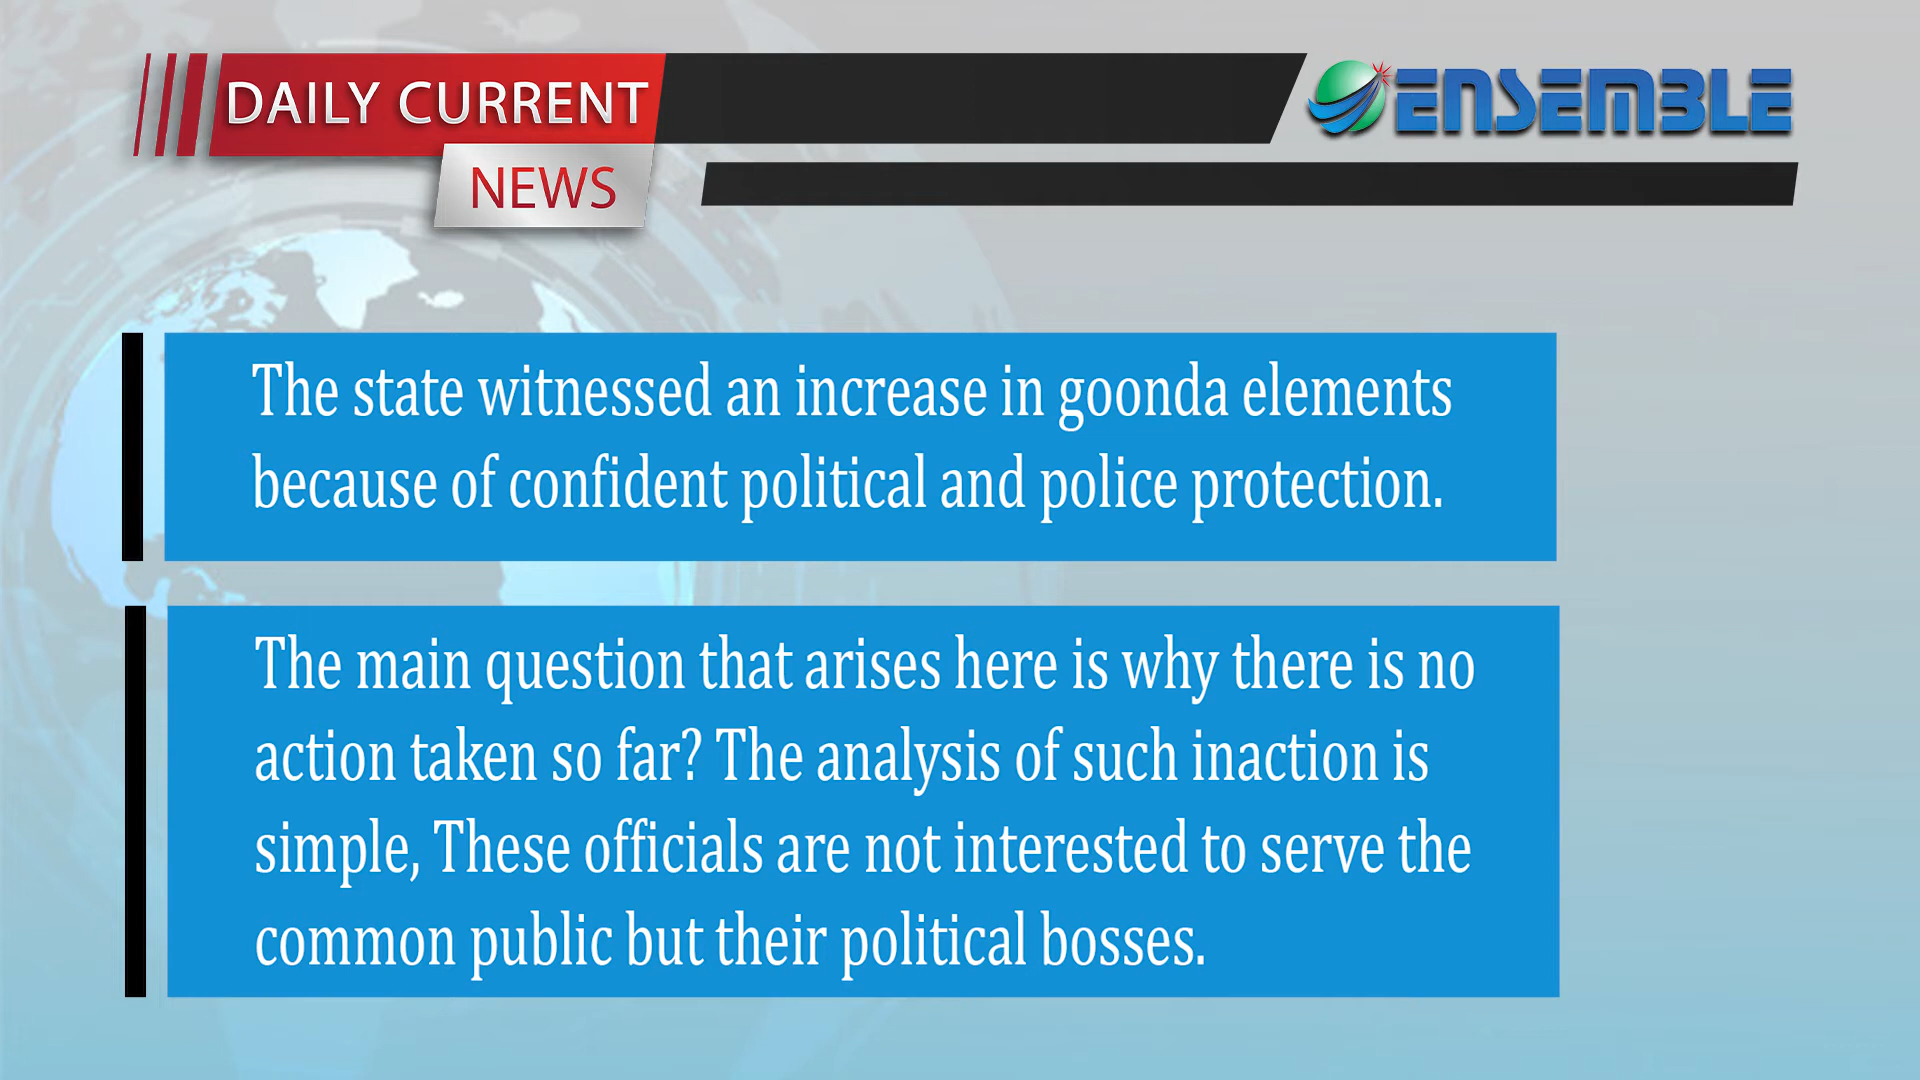 DAILY CURRENT
NEWS
ENSEMBLE
The state witnessed an increase in goonda elements
because of confident political and police protection.
The main question that arises here is why there is no
action taken so far? The analysis of such inaction is
simple, These officials are not interested to serve the
common public but their political bosses.